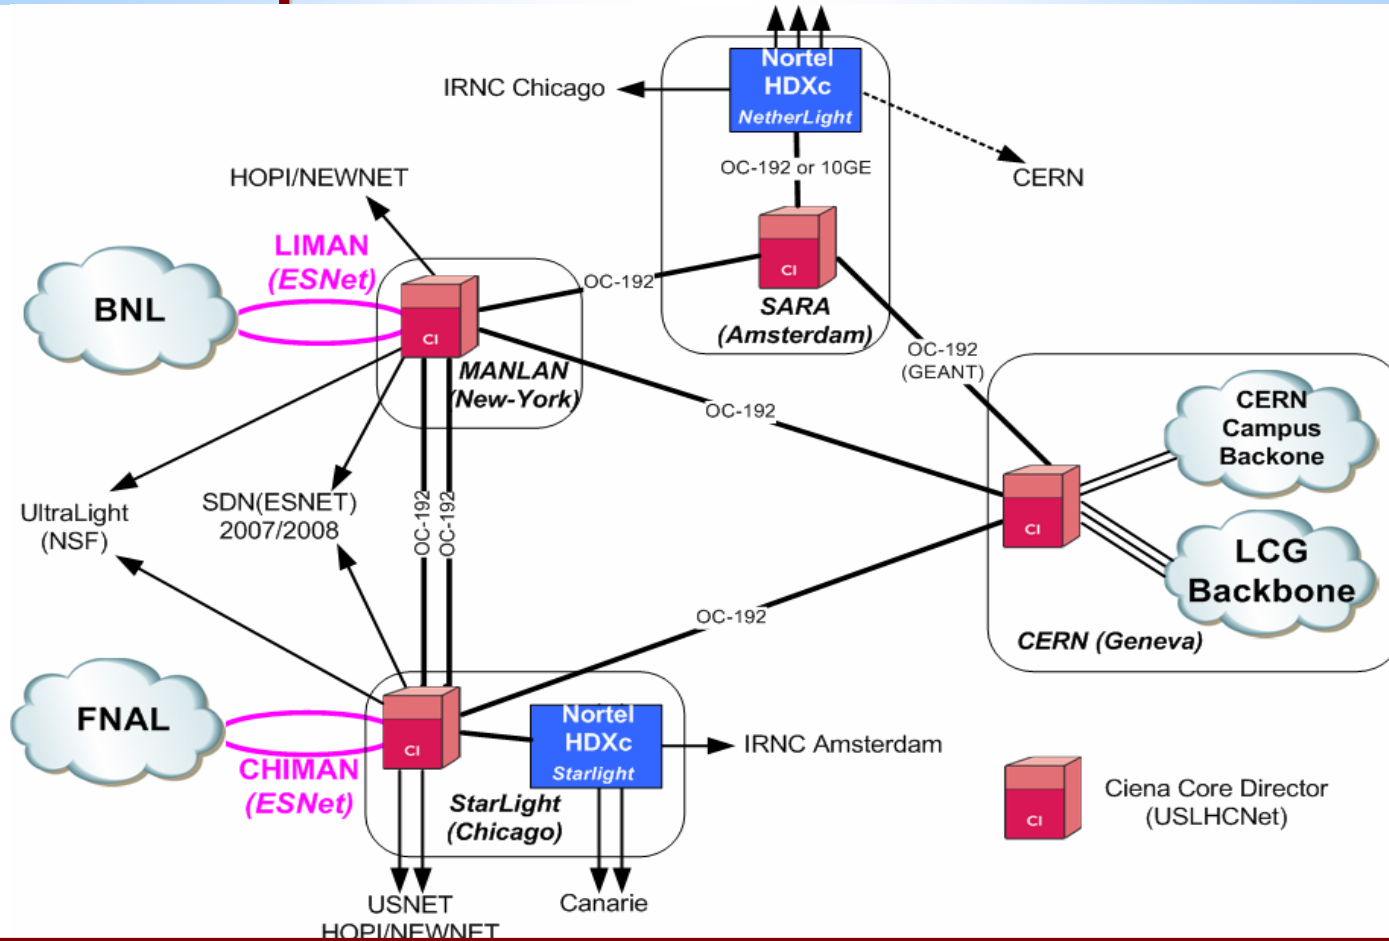 Nortel
HDXc
NetherLight
IRNC Chicago
OC-192 or 10GE
CERN
HOPI/NEWNET
LIMAN
(ESNet)
BNL
CI
OC-192
CI
SARA
(Amsterdam)
MANLAN
(New-York)
OC-192
(GEANT)
OC-192
CERN
Campus
Backone
UltraLight
(NSF)
SDN(ESNET)
2007/2008
OC-192
OC-192
CI
LCG
Backbone
OC-192
CERN (Geneva)
FNAL
CHIMAN
(ESNet)
CI
Nortel
HDXc
Starlight
IRNC Amsterdam
StarLight
(Chicago)
CI
Ciena Core Director
(USLHCNet)
USNET
HOPI/NEWNET
Canarie